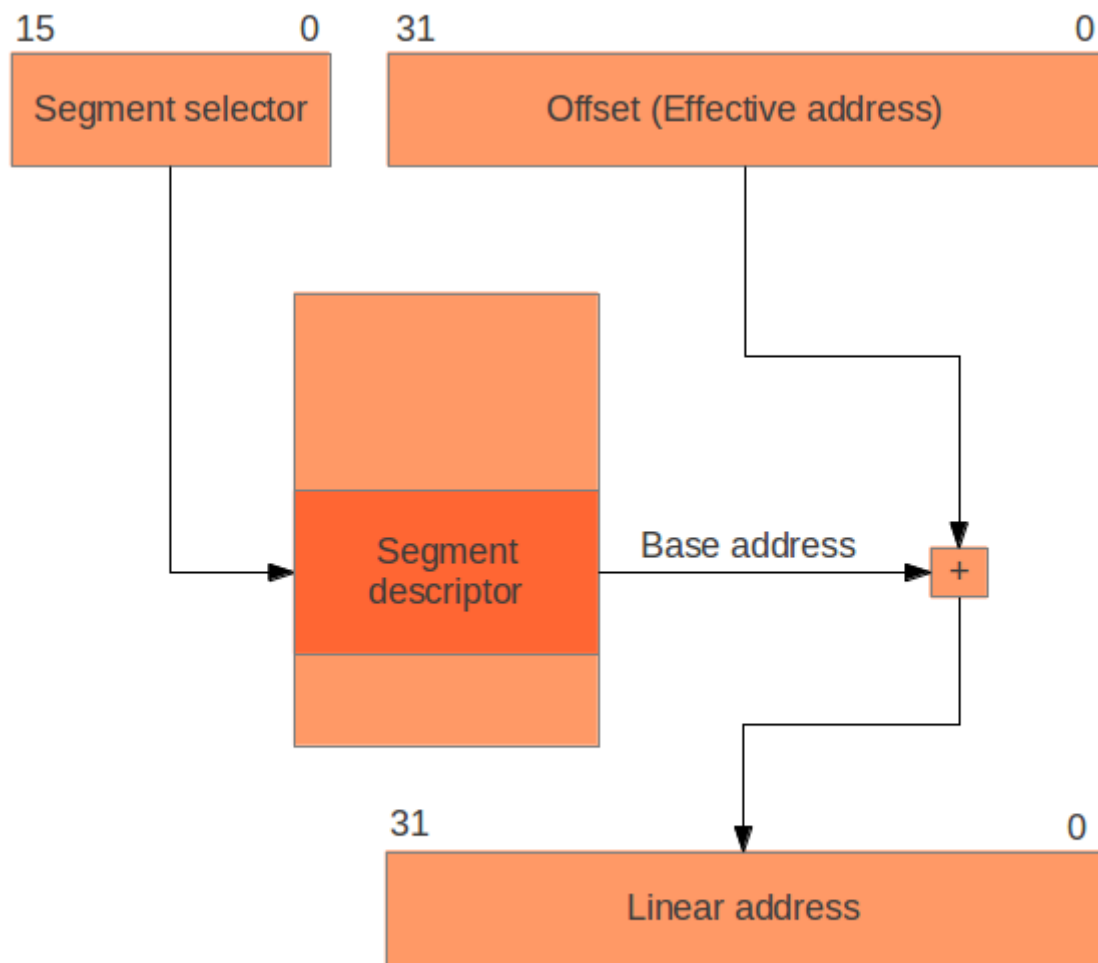 15 0 31 0
Segment selector
Offset (Effective address)
Segment
descriptor
Base address
+
31 0
Linear address